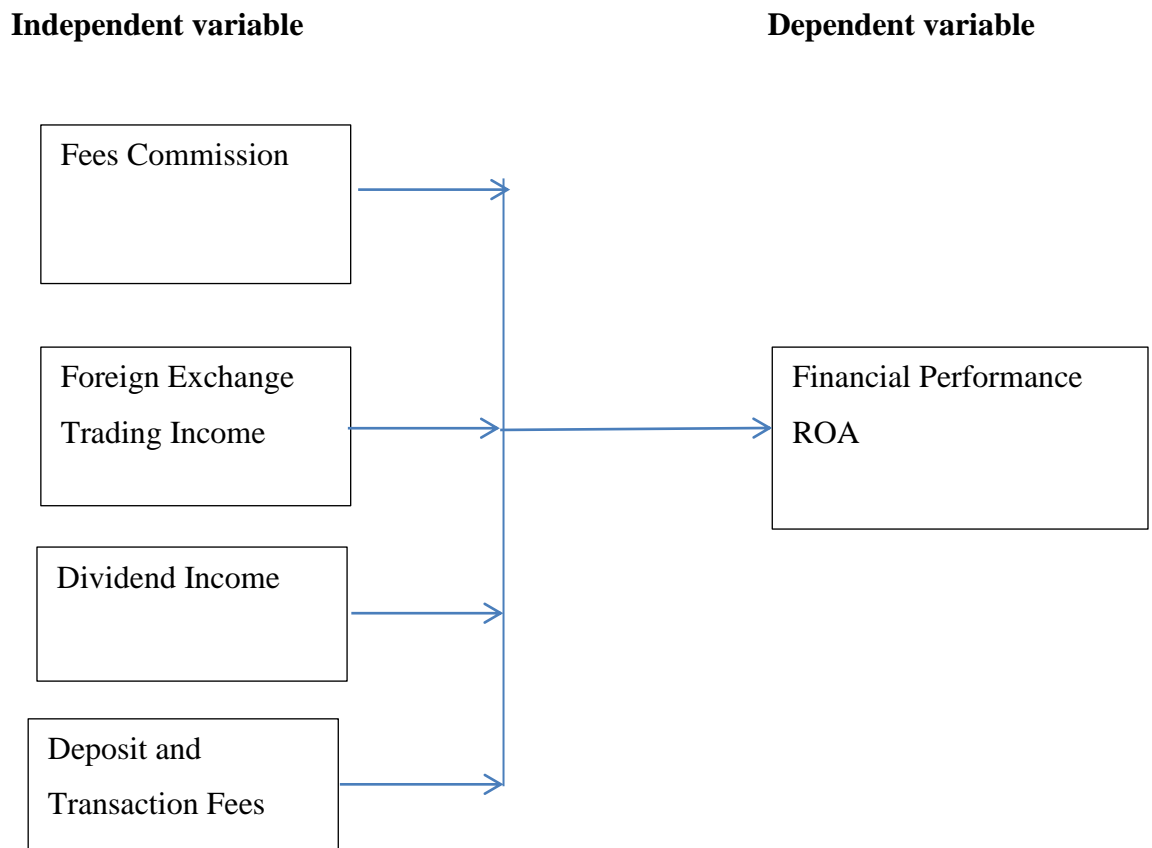 Independent variable
Dependent variable
Fees Commission
Foreign Exchange
Trading Income
Financial Performance
ROA
Dividend Income
Deposit and
Transaction Fees